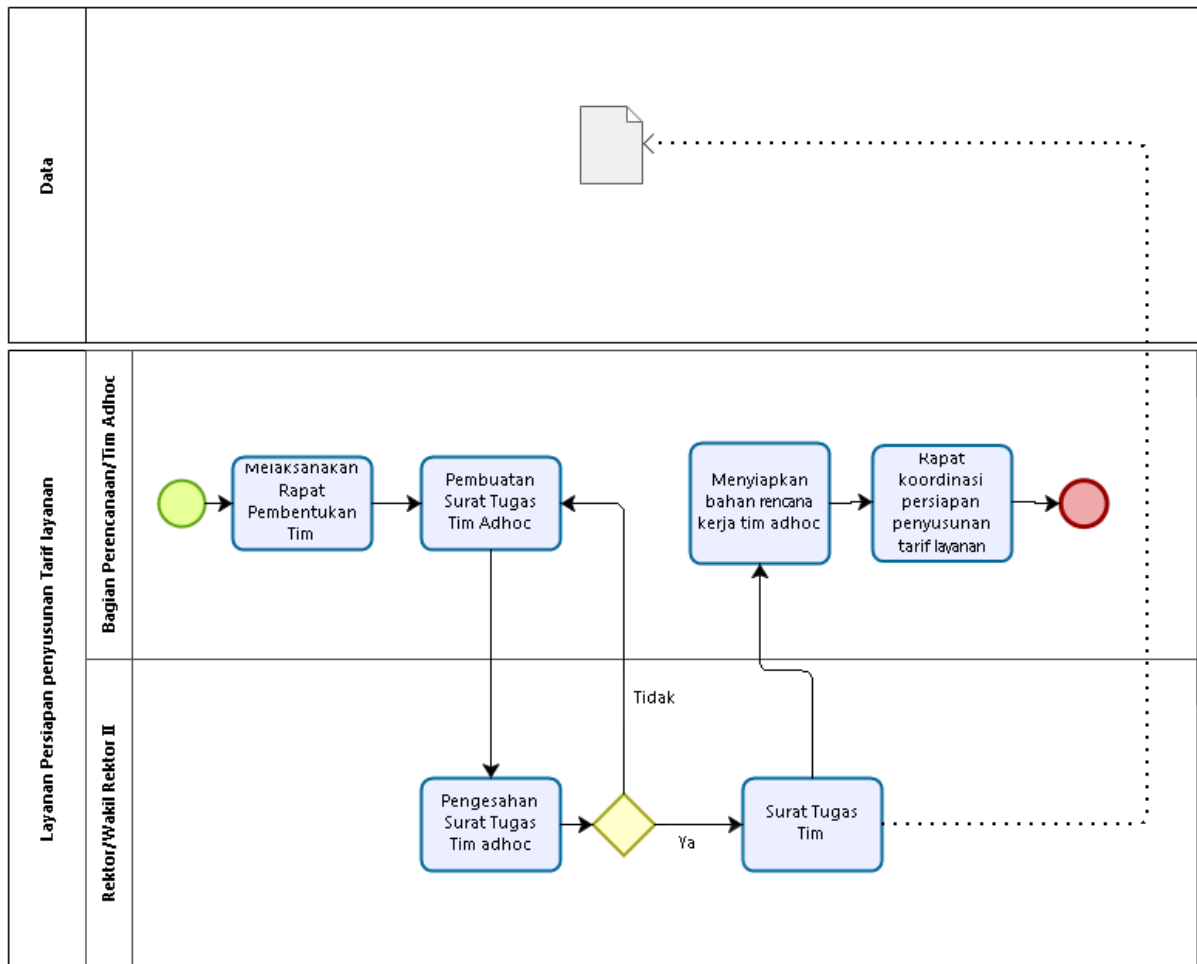 Data
Layanan Persiapan penyusunan Tarif layanan
Bagian Perencanaan/Tim Adhoc
Melaksanakan
Rapat
Pembentukan
Tim
Pembuatan
Surat Tugas
Tim Adhoc
Menyiapkan
bahan rencana
kerja tim adhoc
Rapat
koordinasi
persiapan
penyusunan
tarif layanan
Rektor/Wakil Rektor II
Tidak
Pengesahan
Surat Tugas
Tim adhoc
Ya
Surat Tugas
Tim